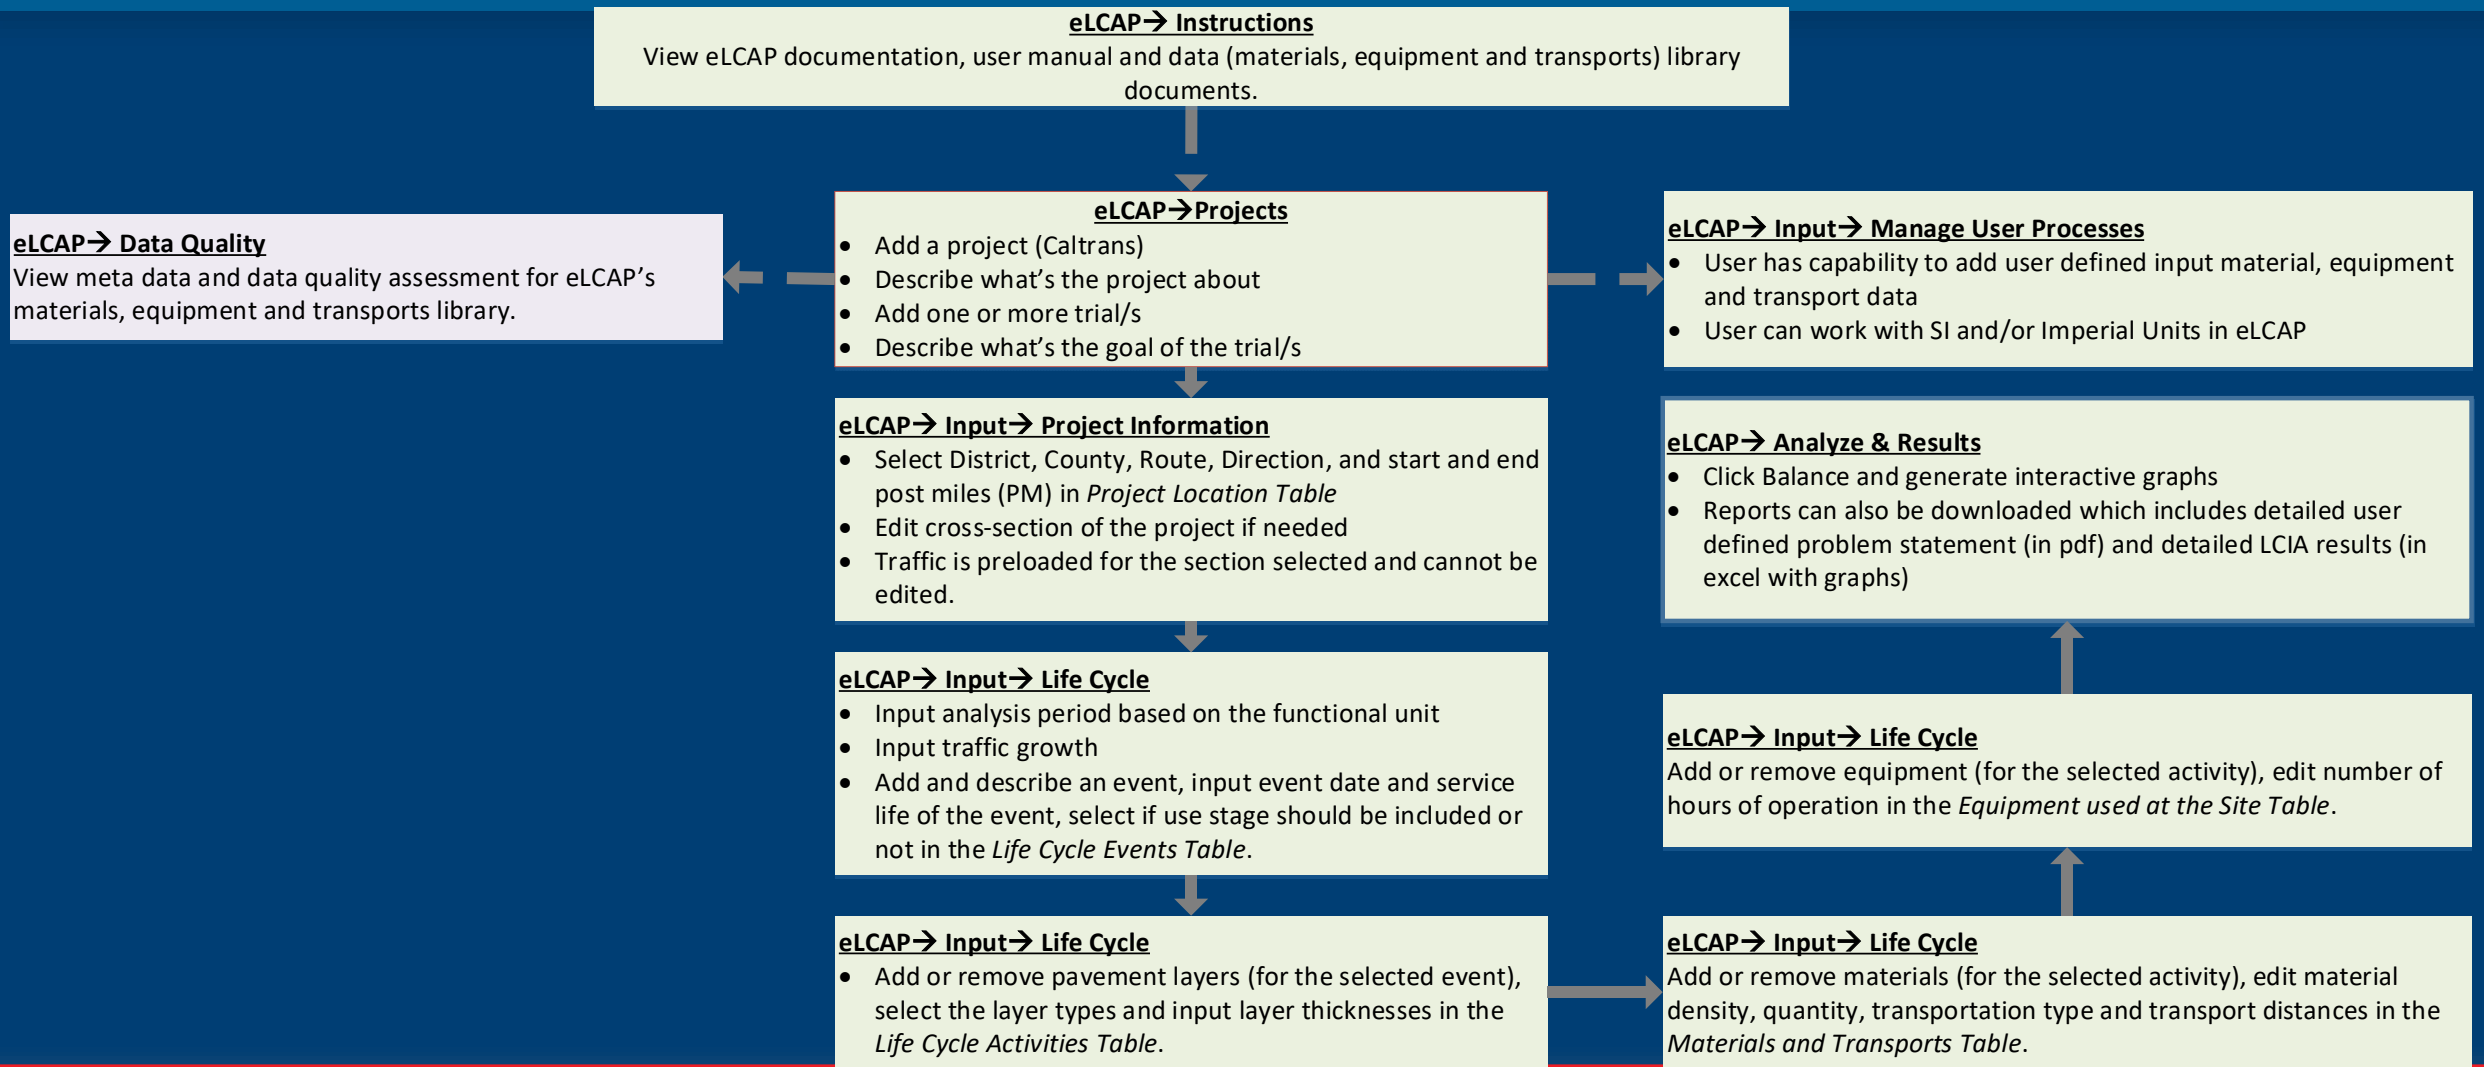 eLCAP→ Instructions
View eLCAP documentation, user manual and data (materials, equipment and transports) library
documents.
eLCAP→ Data Quality
View meta data and data quality assessment for eLCAP’s
materials, equipment and transports library.
eLCAP→Projects
• Add a project (Caltrans)
• Describe what’s the project about
• Add one or more trial/s
• Describe what’s the goal of the trial/s
eLCAP→ Input→ Manage User Processes
• User has capability to add user defined input material, equipment
and transport data
• User can work with SI and/or Imperial Units in eLCAP
eLCAP→ Input→ Project Information
• Select District, County, Route, Direction, and start and end
post miles (PM) in Project Location Table
• Edit cross-section of the project if needed
• Traffic is preloaded for the section selected and cannot be
edited.
eLCAP→ Input→ Life Cycle
• Input analysis period based on the functional unit
• Input traffic growth
• Add and describe an event, input event date and service
life of the event, select if use stage should be included or
not in the Life Cycle Events Table.
eLCAP→ Input→ Life Cycle
• Add or remove pavement layers (for the selected event),
select the layer types and input layer thicknesses in the
Life Cycle Activities Table.
eLCAP→ Input→ Life Cycle
Add or remove materials (for the selected activity), edit material
density, quantity, transportation type and transport distances in the
Materials and Transports Table.
eLCAP→ Input→ Life Cycle
Add or remove equipment (for the selected activity), edit number of
hours of operation in the Equipment used at the Site Table.
eLCAP→ Analyze & Results
• Click Balance and generate interactive graphs
• Reports can also be downloaded which includes detailed user
defined problem statement (in pdf) and detailed LCIA results (in
excel with graphs)